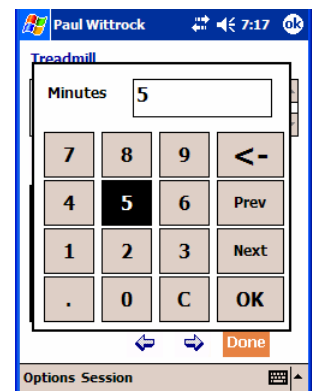 Paul Wittrock 7:17 ok
Treadmill
Minutes 5
7 8 9 <-
4 5 6 Prev
1 2 3 Next
. 0 C OK
Done
Options Session